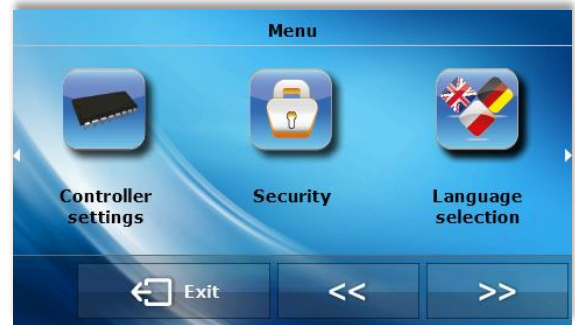 Menu
Controller
settings
Security
Language
selection
Exit
<<
>>